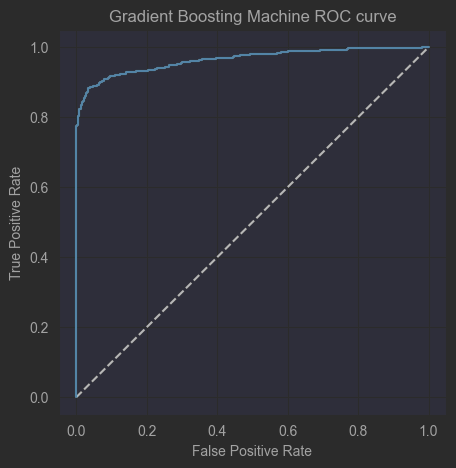 Gradient Boosting Machine ROC curve
1.0
0.8
0.6
0.4
0.2
0.0
True Positive Rate
0.0 0.2 0.4 0.6 0.8 1.0
False Positive Rate